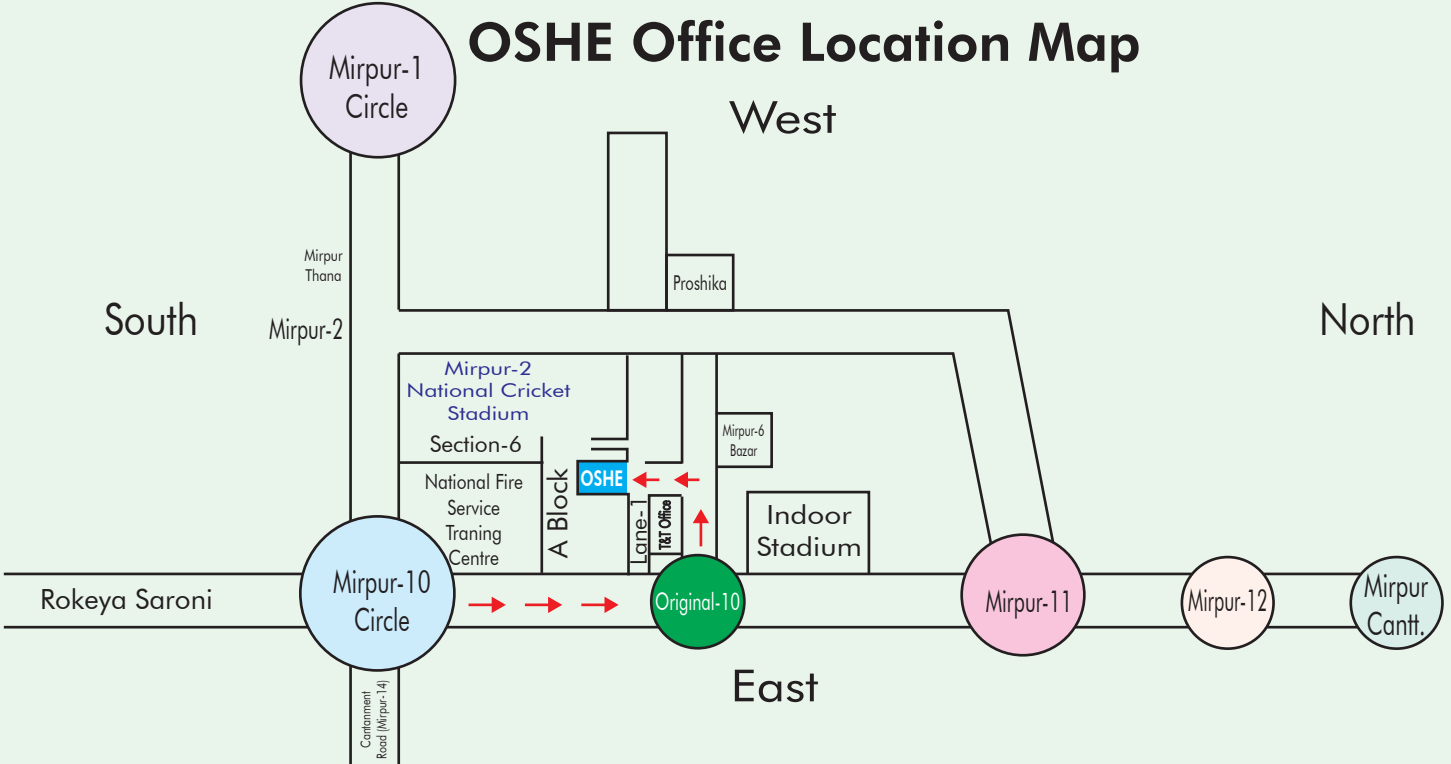 OSHE Office Location Map
Mirpur-1
Circle
West
Mirpur
Thana
Proshika
South
Mirpur-2
North
Mirpur-2
National Cricket
Stadium
Section-6
Mirpur-6
Bazar
National Fire
Service
Traning
Centre
A Block
OSHE
Lane-1
T&T Office
Indoor
Stadium
Rokeya Saroni
Mirpur-10
Circle
Original-10
Mirpur-11
Mirpur-12
Mirpur
Cantt.
East
Cantanment
Road (Mirpur-14)